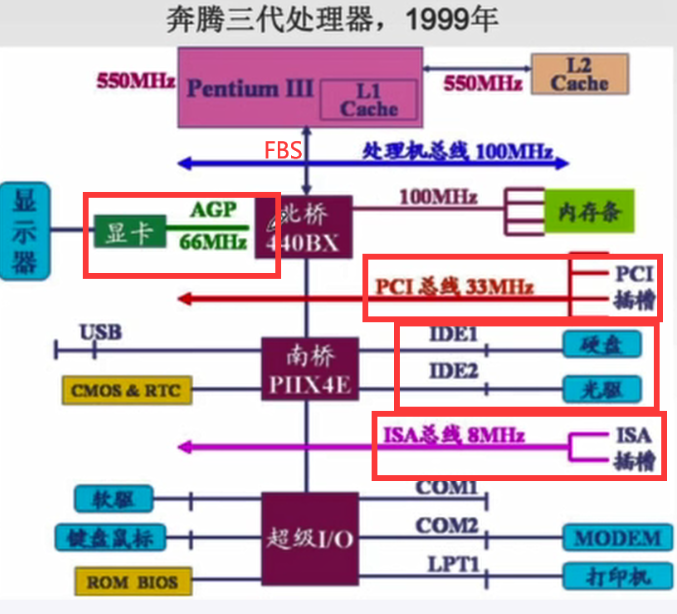 奔腾三代处理器，1999年
550MHz
Pentium III
L1
Cache
550MHz
L2
Cache
FBS
处理机总线 100MHz
显
示
器
显卡
AGP
66MHz
北桥
440BX
100MHz
内存条
PCI 总线 33MHz
PCI
插槽
USB
南桥
PIIX4E
IDE1
硬盘
CMOS & RTC
IDE2
光驱
ISA总线 8MHz
ISA
插槽
软驱
超级I/O
COM1
键盘鼠标
COM2
MODEM
ROM BIOS
LPT1
打印机